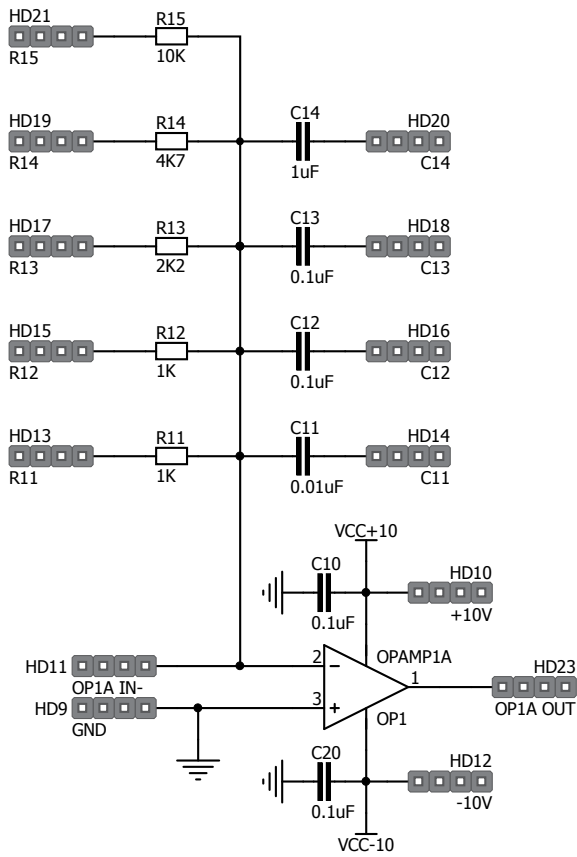 HD21
R15
R15
10K
HD19
R14
R14
4K7
C14
1uF
HD20
C14
HD17
R13
R13
2K2
C13
0.1uF
HD18
C13
HD15
R12
R12
1K
C12
0.1uF
HD16
C12
HD13
R11
R11
1K
C11
0.01uF
HD14
C11
VCC+10
C10
0.1uF
HD10
+10V
HD11
OP1A IN-
2
−
OPAMP1A
1
HD23
OP1A OUT
HD9
GND
3
+
OP1
C20
0.1uF
HD12
-10V
VCC-10